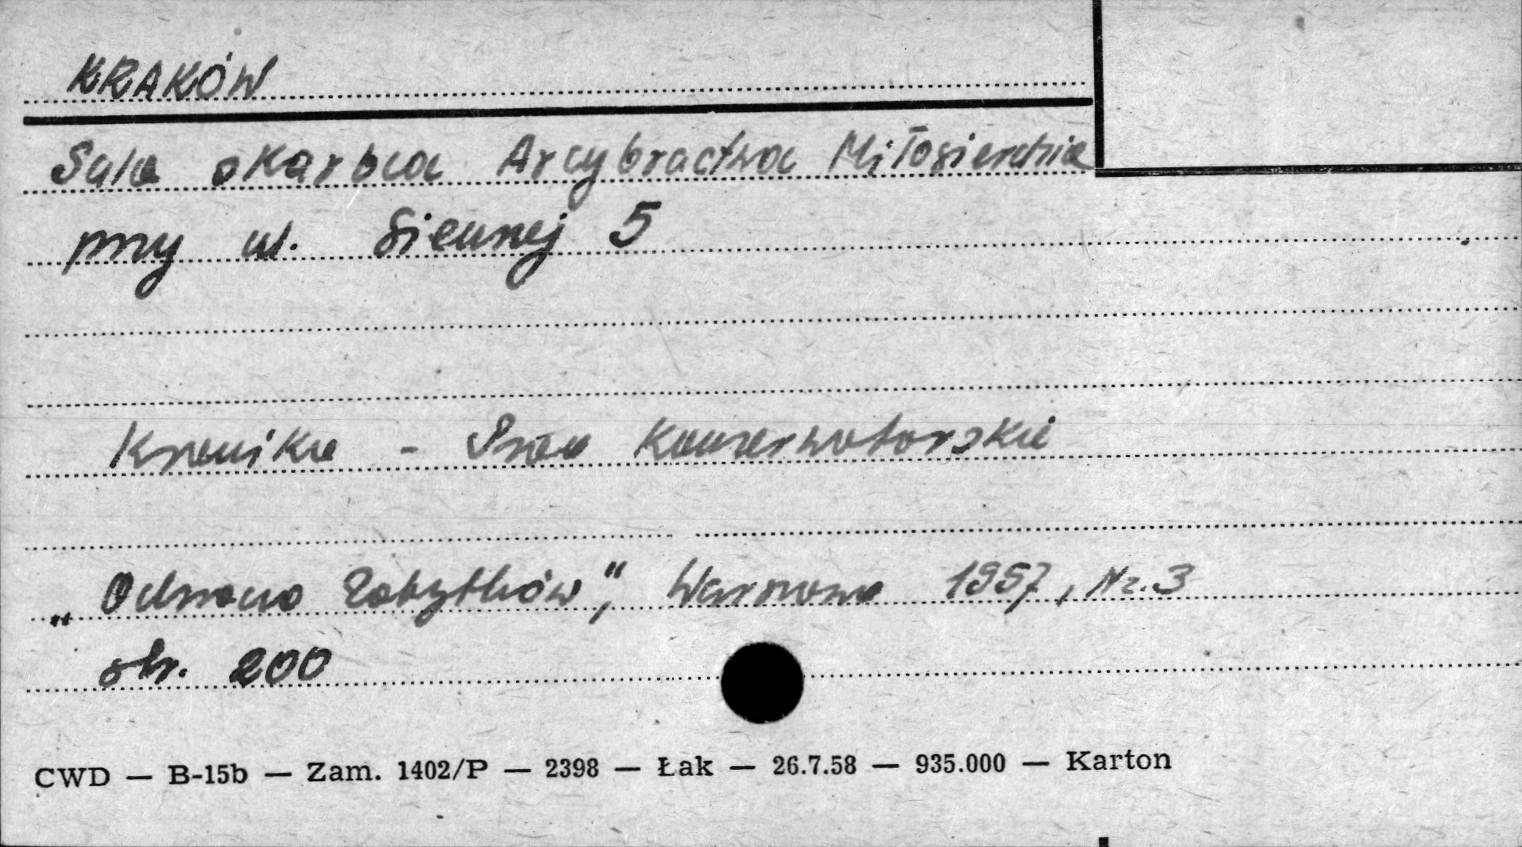 KRAKÓW
Sala skarbca Arcybractwa Miłosierdzia
przy ul. Siennej 5
Kronika - Prace Konserwatorskie
„Ochrona Zabytków”, Warszawa 1957, Nr. 3
str. 200
CWD — B-15b — Zam. 1402/P — 2398 — Łak — 26.7.58 — 935.000 — Karton